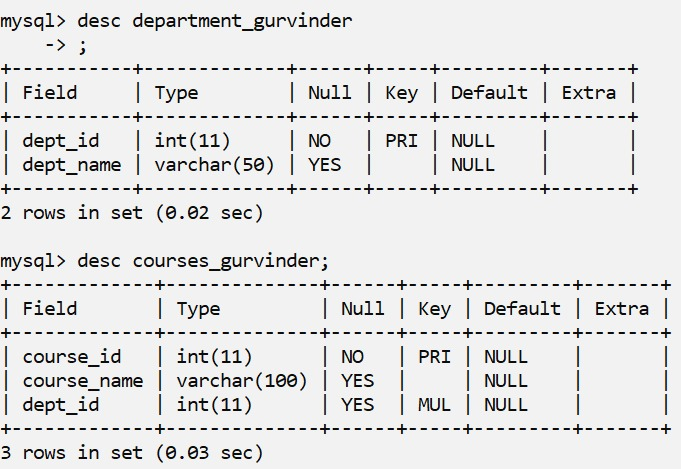 mysql> desc department_gurvinder
    -> ;
+-----------+-------------+------+-----+---------+-------+
| Field     | Type        | Null | Key | Default | Extra |
+-----------+-------------+------+-----+---------+-------+
| dept_id   | int(11)     | NO   | PRI | NULL    |       |
| dept_name | varchar(50) | YES  |     | NULL    |       |
+-----------+-------------+------+-----+---------+-------+
2 rows in set (0.02 sec)

mysql> desc courses_gurvinder;
+-------------+--------------+------+-----+---------+-------+
| Field       | Type         | Null | Key | Default | Extra |
+-------------+--------------+------+-----+---------+-------+
| course_id   | int(11)      | NO   | PRI | NULL    |       |
| course_name | varchar(100) | YES  |     | NULL    |       |
| dept_id     | int(11)      | YES  | MUL | NULL    |       |
+-------------+--------------+------+-----+---------+-------+
3 rows in set (0.03 sec)